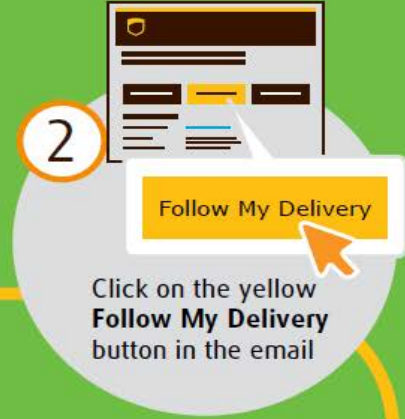 2
Follow My Delivery
Click on the yellow
Follow My Delivery
button in the email